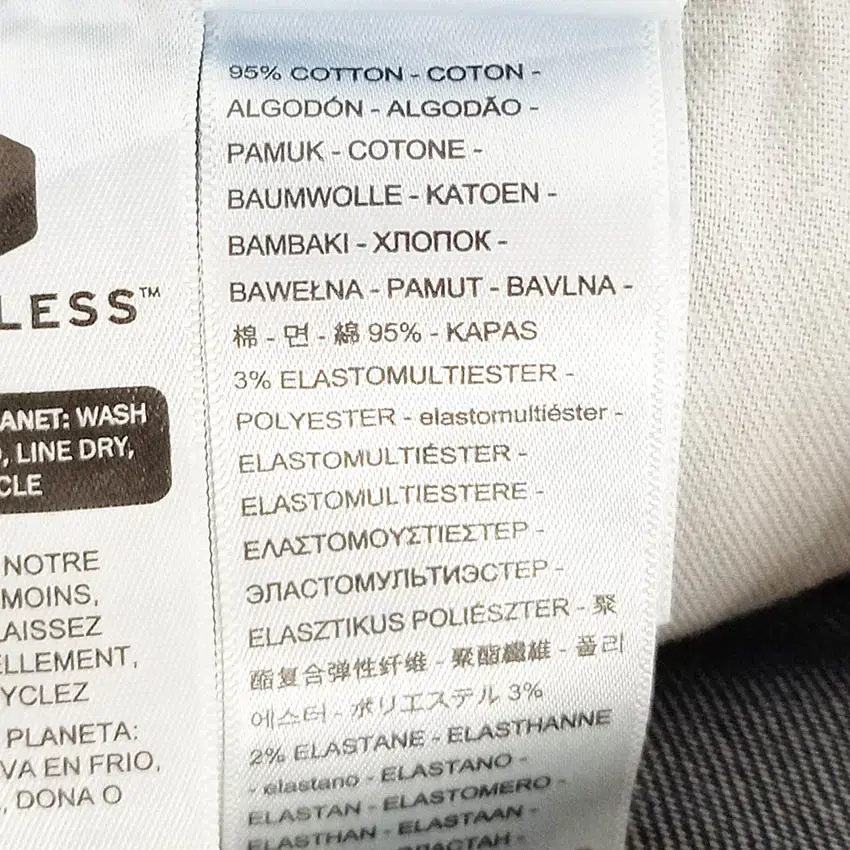 LESS™
ANET: WASH
, LINE DRY,
CLE
NOTRE
MOINS,
AISSEZ
ELLEMENT,
YCLEZ
PLANETA:
VA EN FRIO,
, DONA O
95% COTTON - COTON -
ALGODÓN - ALGODÃO -
PAMUK - COTONE -
BAUMWOLLE - KATOEN -
BAMBAKI - ХЛОПОК -
BAWEŁNA - PAMUT - BAVLNA -
棉 - 면 - 綿 95% - KAPAS
3% ELASTOMULTIESTER -
POLYESTER - elastomultiéster -
ELASTOMULTIÉSTER -
ELASTOMULTIESTERE -
ΕΛΑΣΤΟΜΟΥΣΤΙΕΣΤΕΡ -
ЭЛАСТОМУЛЬТИЭСТЕР -
ELASZTIKUS POLIÉSZTER - 聚
酯复合弹性纤维 - 聚酯纖維 - 폴리
에스터 - ポリエステル 3%
2% ELASTANE - ELASTHANNE
- elastano - ELASTANO -
ELASTAN - ELASTOMERO -
ELASTHAN - ELASTAAN -